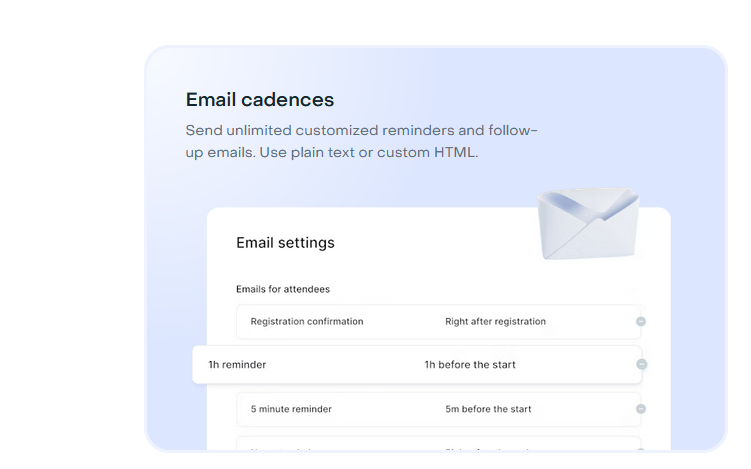 Email cadences
Send unlimited customized reminders and follow-
up emails. Use plain text or custom HTML.
Email settings
Emails for attendees
Registration confirmation Right after registration
1h reminder 1h before the start
5 minute reminder 5m before the start